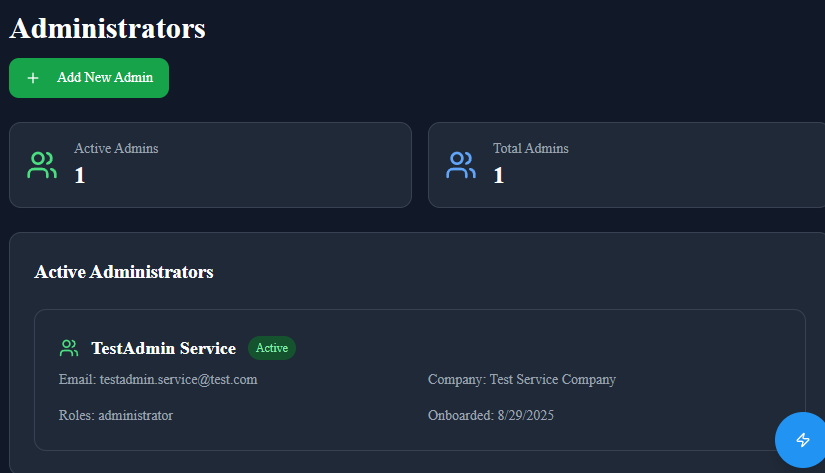 Administrators
Add New Admin
Active Admins
1
Total Admins
1
Active Administrators
TestAdmin Service Active
Email: testadmin.service@test.com
Company: Test Service Company
Roles: administrator
Onboarded: 8/29/2025